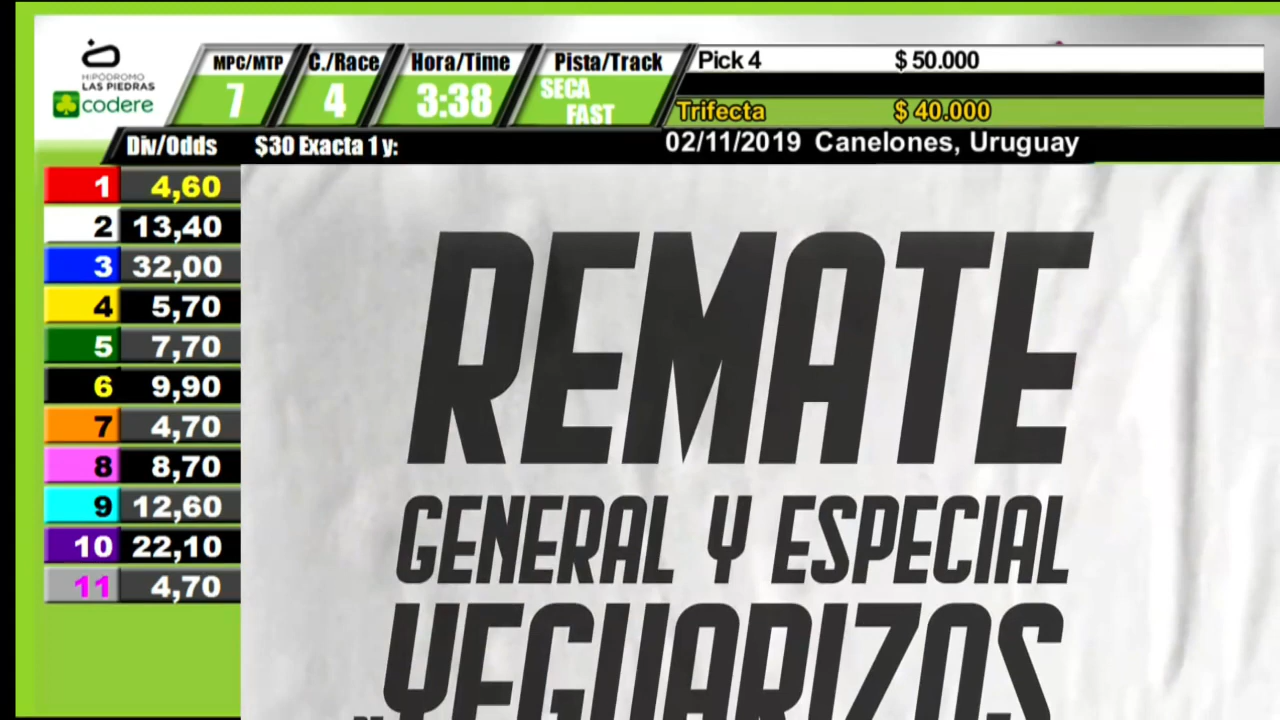 HIPÓDROMO
LAS PIEDRAS
codere
MPC/MTP C./Race Hora/Time Pista/Track
7 4 3:38 SECA FAST
Pick 4 $ 50.000
Trifecta $ 40.000
Div/Odds $30 Exacta 1 y: 02/11/2019 Canelones, Uruguay
1 4,60
2 13,40
3 32,00
4 5,70
5 7,70
6 9,90
7 4,70
8 8,70
9 12,60
10 22,10
11 4,70
REMATE
GENERAL Y ESPECIAL
DE YEGUARIZOS